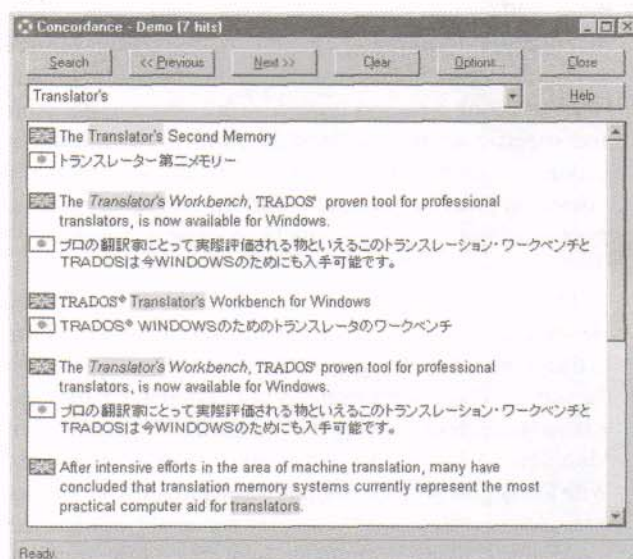 Concordance - Demo (7 hits)
Search
<< Previous
Next >>
Clear
Options...
Close
Translator's
Help
The Translator's Second Memory
トランスレーター第二メモリー
The Translator's Workbench, TRADOS' proven tool for professional
translators, is now available for Windows.
プロの翻訳家にとって実際評価される物といえるこのトランスレーション・ワークベンチと
TRADOSは今WINDOWSのためにも入手可能です。
TRADOS® Translator's Workbench for Windows
TRADOS® WINDOWSのためのトランスレータのワークベンチ
The Translator's Workbench, TRADOS' proven tool for professional
translators, is now available for Windows.
プロの翻訳家にとって実際評価される物といえるこのトランスレーション・ワークベンチと
TRADOSは今WINDOWSのためにも入手可能です。
After intensive efforts in the area of machine translation, many have
concluded that translation memory systems currently represent the most
practical computer aid for translators.
Ready.